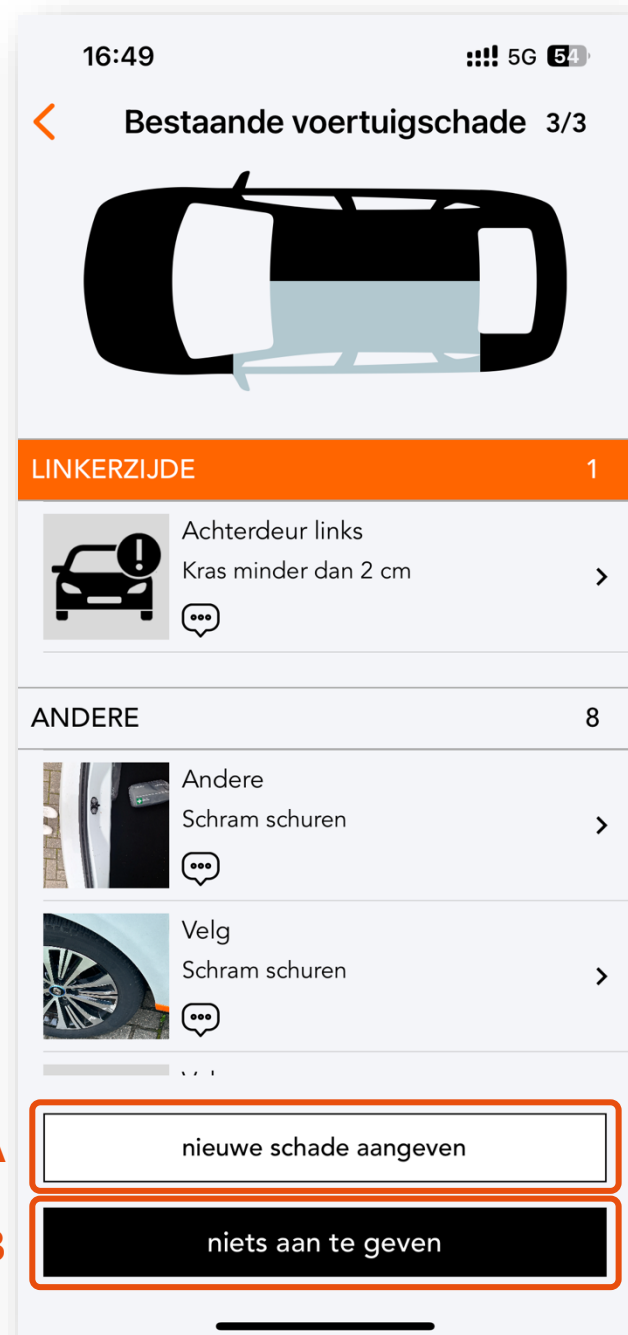 16:49 5G 54
Bestaande voertuigschade 3/3
LINKERZIJDE 1
Achterdeur links
Kras minder dan 2 cm
ANDERE 8
Andere
Schram schuren
Velg
Schram schuren
A nieuwe schade aangeven
B niets aan te geven